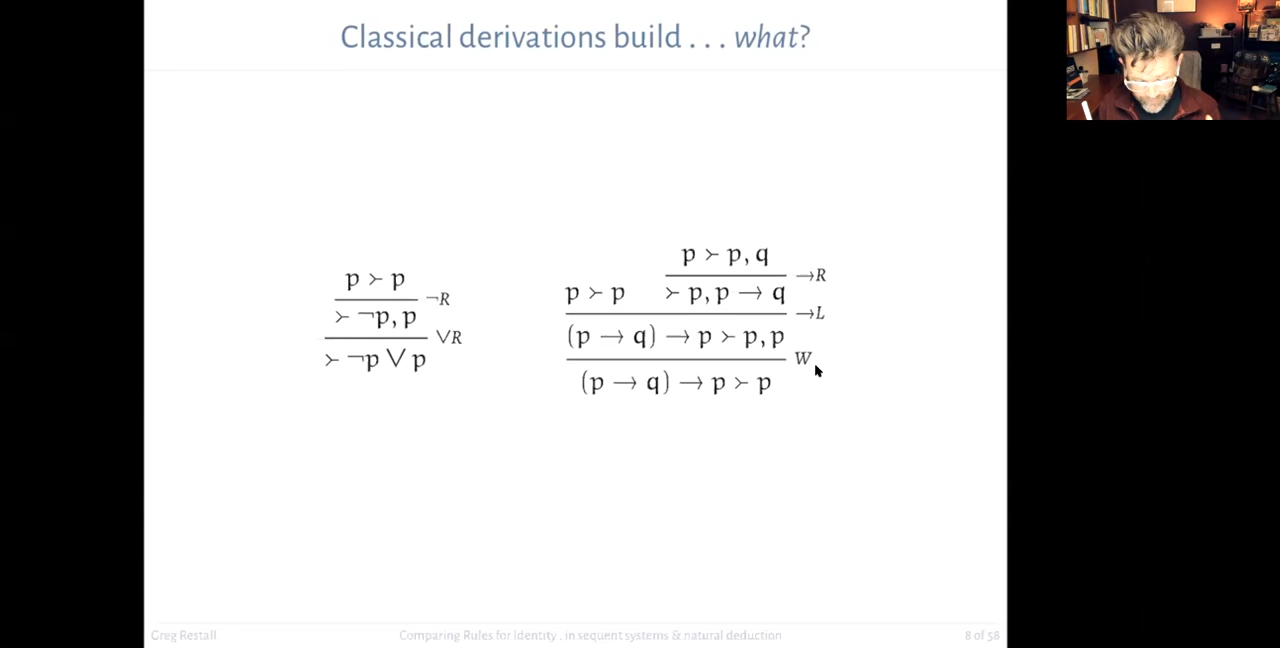 Classical derivations build . . . what?
p ≻ p
¬R
≻ ¬p, p
∨R
≻ ¬p ∨ p
p ≻ p, q
→R
p ≻ p ≻ p, p → q
→L
(p → q) → p ≻ p, p
W
(p → q) → p ≻ p
Greg Restall Comparing Rules for Identity . in sequent systems & natural deduction 8 of 58